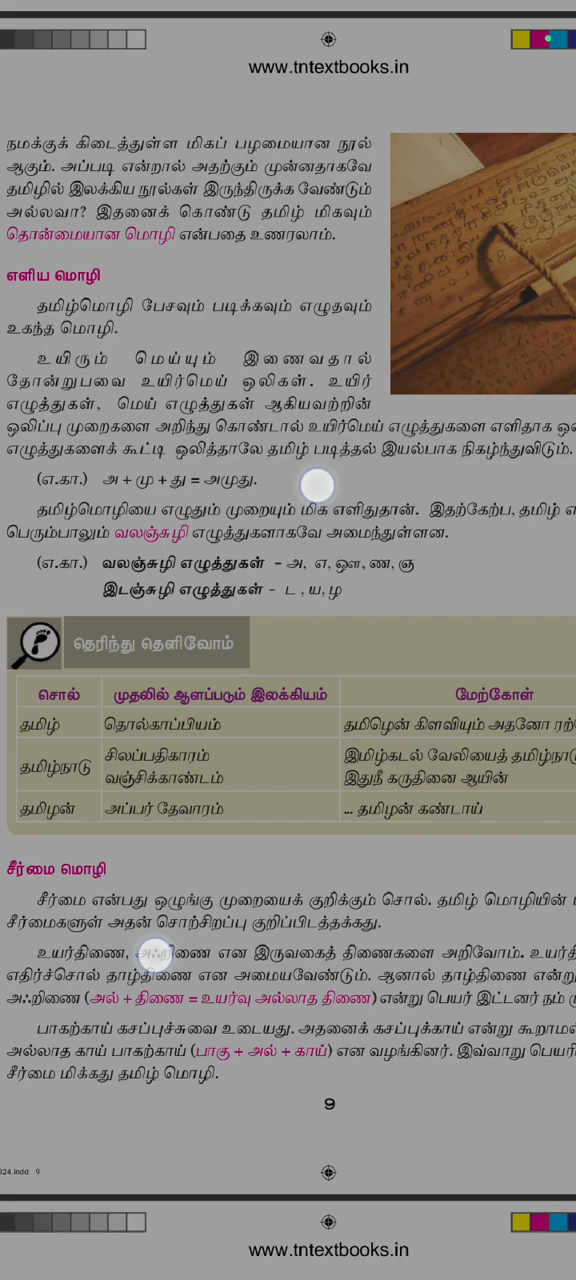 www.tntextbooks.in
நமக்குக் கிடைத்துள்ள மிகப் பழமையான நூல்
ஆகும். அப்படி என்றால் அதற்கும் முன்னதாகவே
தமிழில் இலக்கிய நூல்கள் இருந்திருக்க வேண்டும்
அல்லவா? இதனைக் கொண்டு தமிழ் மிகவும்
தொன்மையான மொழி என்பதை உணரலாம்.
எளிய மொழி
தமிழ்மொழி பேசவும் படிக்கவும் எழுதவும்
உகந்த மொழி.
உயிரும் மெய்யும் இணைவதால்
தோன்றுபவை உயிர்மெய் ஒலிகள். உயிர்
எழுத்துகள், மெய் எழுத்துகள் ஆகியவற்றின்
ஒலிப்பு முறைகளை அறிந்து கொண்டால் உயிர்மெய் எழுத்துகளை எளிதாக
எழுத்துகளைக் கூட்டி ஒலித்தாலே தமிழ் படித்தல் இயல்பாக நிகழ்ந்துவிடும்.
(எ.கா.) அ + மு + து = அமுது.
தமிழ்மொழியை எழுதும் முறையும் மிக எளிதுதான். இதற்கேற்ப, தமிழ்
பெரும்பாலும் வலஞ்சுழி எழுத்துகளாகவே அமைந்துள்ளன.
(எ.கா.) வலஞ்சுழி எழுத்துகள் – அ, எ, ஔ, ண, ஞ
இடஞ்சுழி எழுத்துகள் – ட , ய, ழ
தெரிந்து தெளிவோம்
சொல் முதலில் ஆளப்படும் இலக்கியம் மேற்கோள்
தமிழ் தொல்காப்பியம் தமிழென் கிளவியும் அதனோ
தமிழ்நாடு சிலப்பதிகாரம் இமிழ்கடல் வேலியைத்
வஞ்சிக்காண்டம் இதுநீ கருதினை ஆயின்
தமிழன் அப்பர் தேவாரம் ... தமிழன் கண்டாய்
சீர்மை மொழி
சீர்மை என்பது ஒழுங்கு முறையைக் குறிக்கும் சொல். தமிழ் மொழியின்
சீர்மைகளுள் அதன் சொற்சிறப்பு குறிப்பிடத்தக்கது.
உயர்திணை, அஃறிணை என இருவகைத் திணைகளை அறிவோம்.
எதிர்ச்சொல் தாழ்திணை என அமையவேண்டும். ஆனால் தாழ்திணை
அஃறிணை (அல் + திணை = உயர்வு அல்லாத திணை) என்று பெயர் இட்டனர் நம்
பாகற்காய் கசப்புச்சுவை உடையது. அதனைக் கசப்புக்காய் என்று
அல்லாத காய் பாகற்காய் (பாகு + அல் + காய்) என வழங்கினர். இவ்வாறு
சீர்மை மிக்கது தமிழ் மொழி.
9
024.indd 9
www.tntextbooks.in